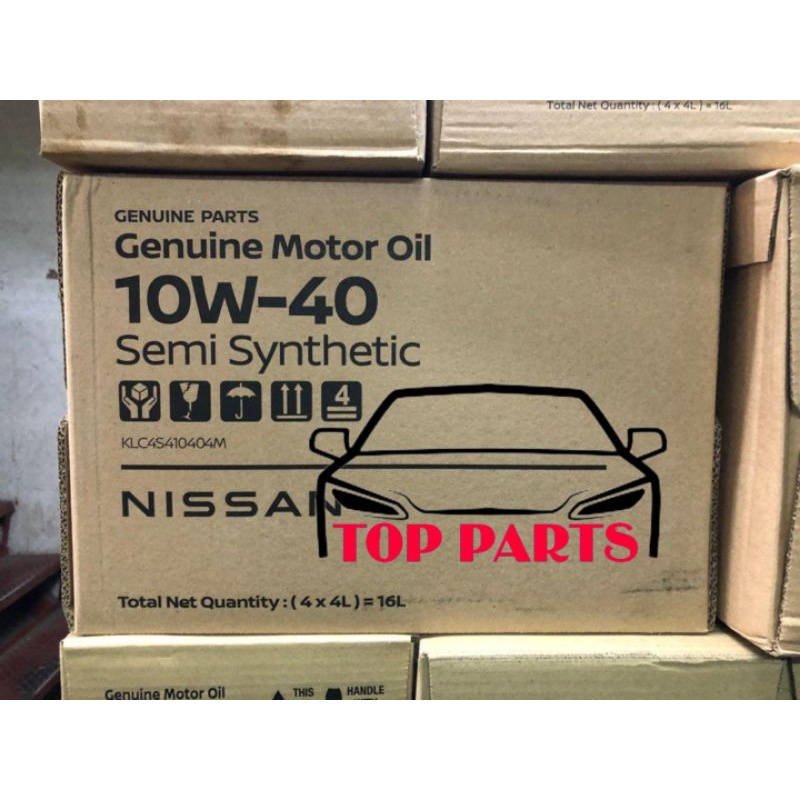 Total Net Quantity : ( 4 x 4L ) = 16L
GENUINE PARTS
Genuine Motor Oil
10W-40
Semi Synthetic
4
KLC4S410404M
NISSAN
TOP PARTS
Total Net Quantity : ( 4 x 4L ) = 16L
Genuine Motor Oil
THIS
HANDLE